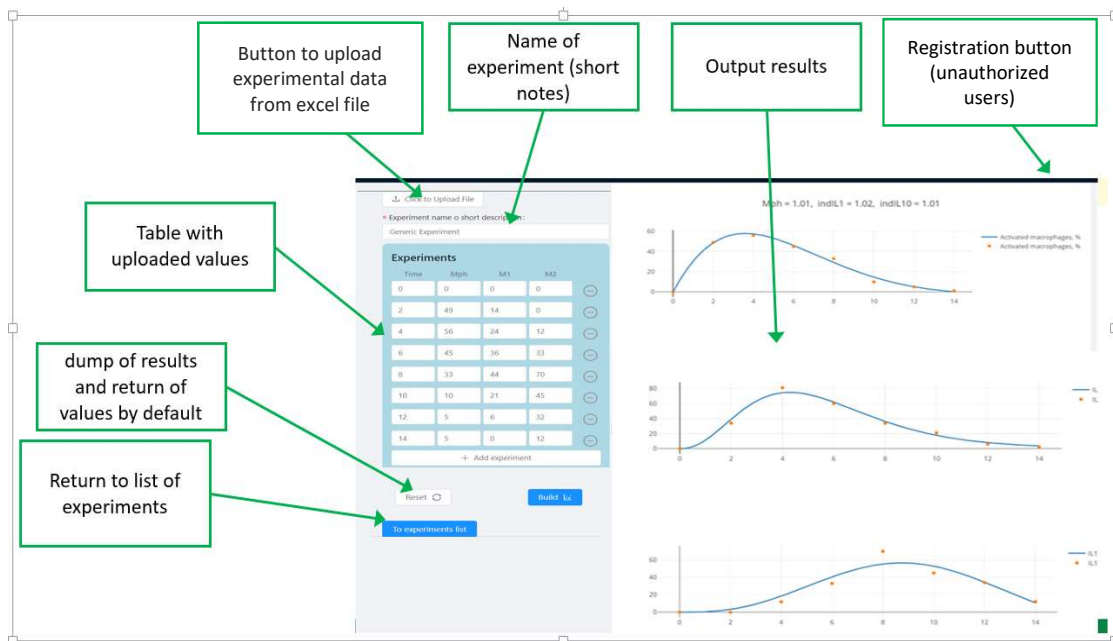 Button to upload
experimental data
from excel file
Name of
experiment (short
notes)
Output results
Registration button
(unauthorized
users)
Table with
uploaded values
dump of results
and return of
values by default
Return to list of
experiments
Click to Upload File
* Experiment name o short description:
Generic Experiment
Experiments
Time Mph M1 M2
0 0 0 0
2 49 14 0
4 56 24 12
6 45 36 33
8 33 44 70
10 10 21 45
12 5 6 32
14 5 0 12
+ Add experiment
Reset
Build
To experiments list
Mph = 1.01, indIL1 = 1.02, indIL10 = 1.01
60
40
20
0
0 2 4 6 8 10 12 14
Activated macrophages, %
Activated macrophages, %
80
60
40
20
0
0 2 4 6 8 10 12 14
IL
IL
60
40
20
0
0 2 4 6 8 10 12 14
IL1
IL1